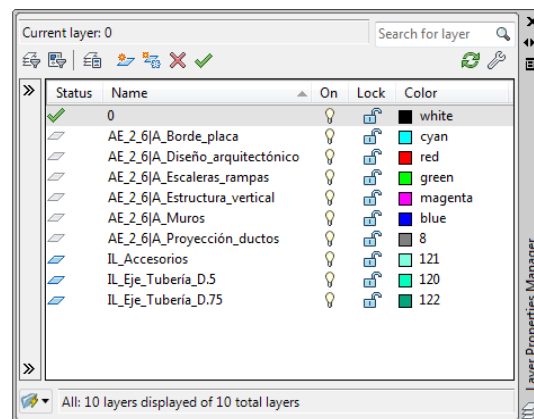 Current layer: 0
Search for layer
Status Name On Lock Color
0 white
AE_2_6|A_Borde_placa cyan
AE_2_6|A_Diseño_arquitectónico red
AE_2_6|A_Escaleras_rampas green
AE_2_6|A_Estructura_vertical magenta
AE_2_6|A_Muros blue
AE_2_6|A_Proyección_ductos 8
IL_Accesorios 121
IL_Eje_Tubería_D.5 120
IL_Eje_Tubería_D.75 122
All: 10 layers displayed of 10 total layers
Layer Properties Manager